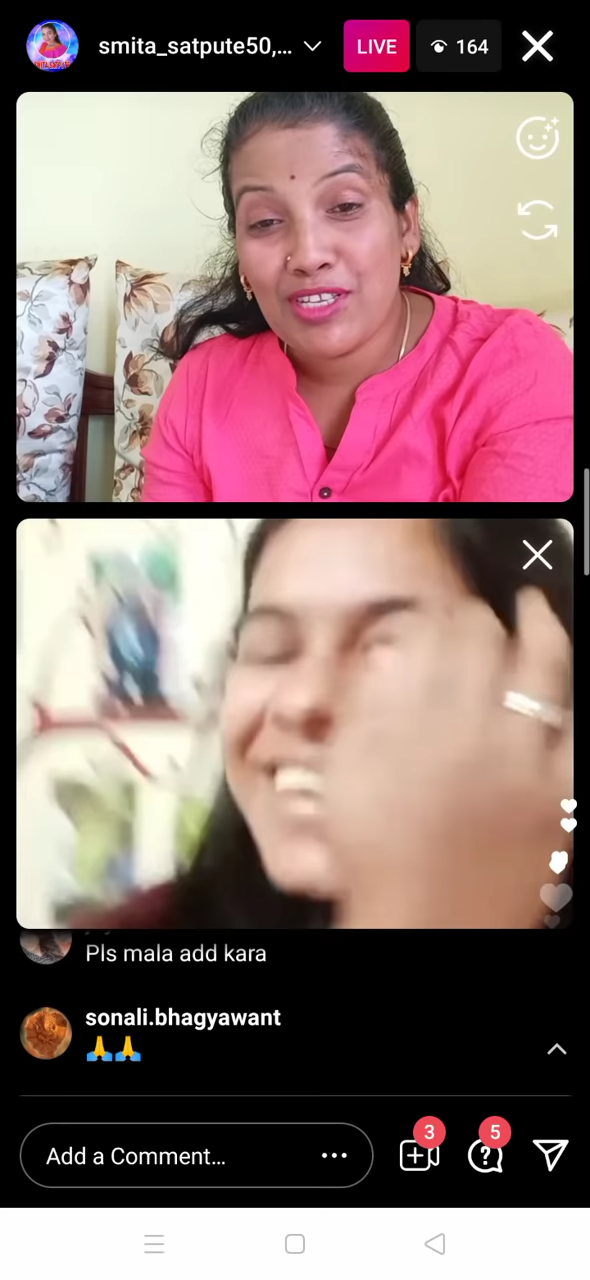 smita_satpute50,...
LIVE
164
Pls mala add kara
sonali.bhagyawant
🙏🙏
Add a Comment...
3
5